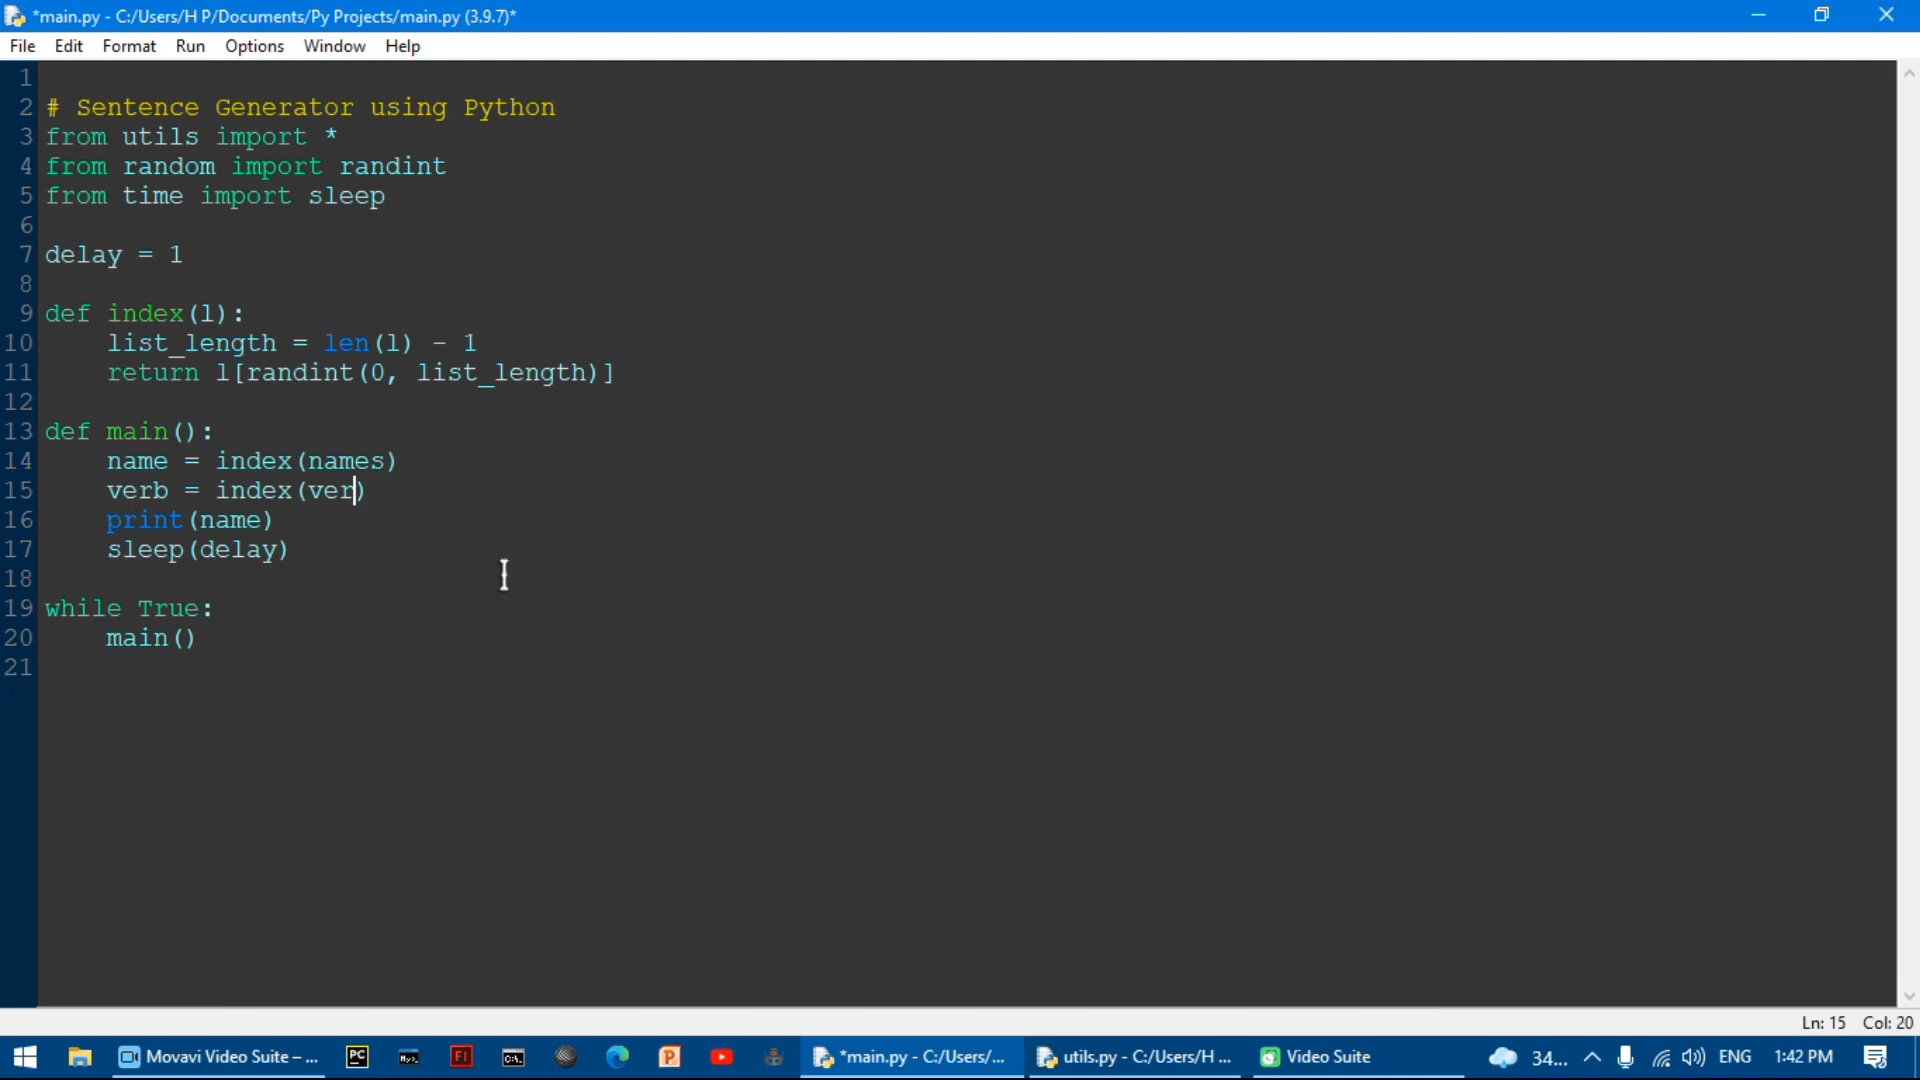 *main.py - C:/Users/H P/Documents/Py Projects/main.py (3.9.7)*
File Edit Format Run Options Window Help
1
2 # Sentence Generator using Python
3 from utils import *
4 from random import randint
5 from time import sleep
6
7 delay = 1
8
9 def index(l):
10     list_length = len(l) - 1
11     return l[randint(0, list_length)]
12
13 def main():
14     name = index(names)
15     verb = index(ver)
16     print(name)
17     sleep(delay)
18
19 while True:
20     main()
21
Ln: 15 Col: 20
Movavi Video Suite – ... PC Fl C:\. P *main.py - C:/Users/... utils.py - C:/Users/H ... Video Suite 34... ENG 1:42 PM